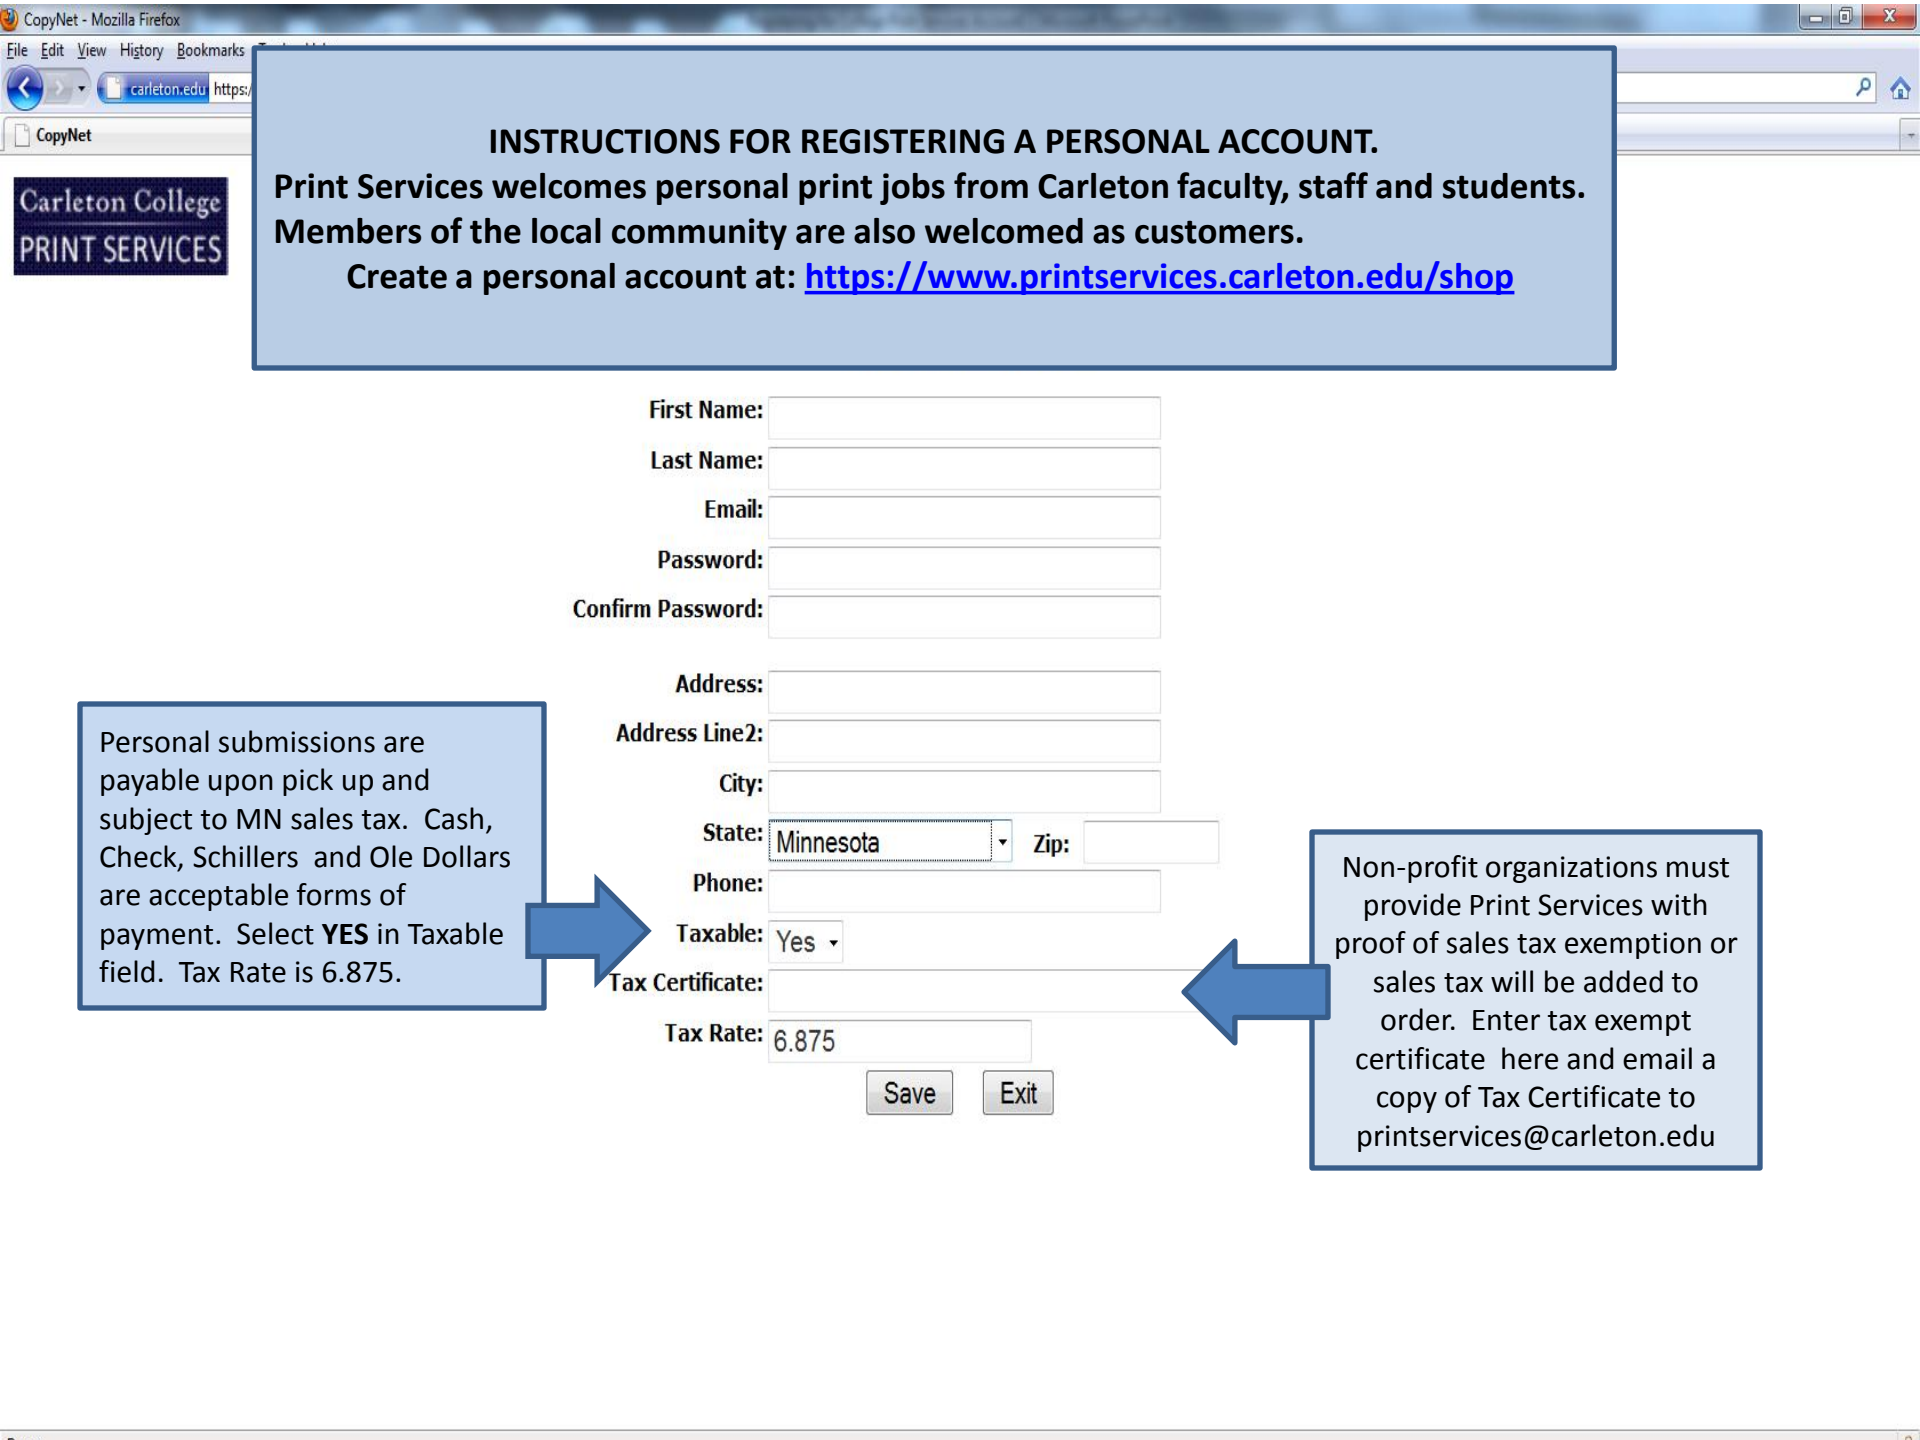 CopyNet - Mozilla Firefox
File Edit View History Bookmarks
carleton.edu https:/
CopyNet
Carleton College
PRINT SERVICES
INSTRUCTIONS FOR REGISTERING A PERSONAL ACCOUNT.
Print Services welcomes personal print jobs from Carleton faculty, staff and students.
Members of the local community are also welcomed as customers.
Create a personal account at: https://www.printservices.carleton.edu/shop
First Name:
Last Name:
Email:
Password:
Confirm Password:
Address:
Address Line2:
City:
State: Minnesota Zip:
Phone:
Taxable: Yes
Tax Certificate:
Tax Rate: 6.875
Save Exit
Personal submissions are
payable upon pick up and
subject to MN sales tax. Cash,
Check, Schillers and Ole Dollars
are acceptable forms of
payment. Select YES in Taxable
field. Tax Rate is 6.875.
Non-profit organizations must
provide Print Services with
proof of sales tax exemption or
sales tax will be added to
order. Enter tax exempt
certificate here and email a
copy of Tax Certificate to
printservices@carleton.edu